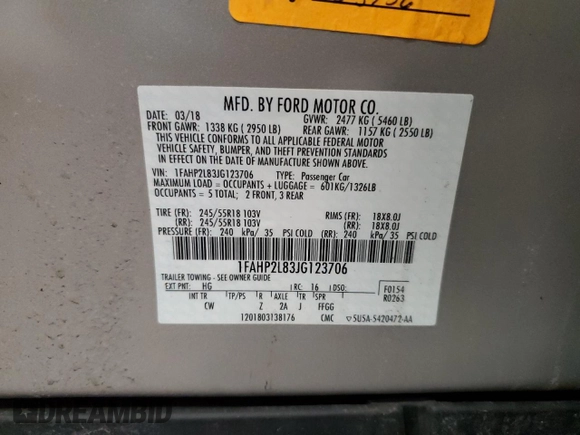 MFD. BY FORD MOTOR CO.
DATE: 03/18 GVWR: 2477 KG ( 5460 LB)
FRONT GAWR: 1338 KG ( 2950 LB) REAR GAWR: 1157 KG ( 2550 LB)
THIS VEHICLE CONFORMS TO ALL APPLICABLE FEDERAL MOTOR
VEHICLE SAFETY, BUMPER, AND THEFT PREVENTION STANDARDS
IN EFFECT ON THE DATE OF MANUFACTURE SHOWN ABOVE.
VIN: 1FAHP2L83JG123706 TYPE: Passenger Car
MAXIMUM LOAD = OCCUPANTS + LUGGAGE = 601KG/1326LB
OCCUPANTS = 5 TOTAL; 2 FRONT, 3 REAR
TIRE (FR): 245/55R18 103V RIMS (FR): 18X8.0J
(RR): 245/55R18 103V (RR): 18X8.0J
PRESSURE (FR): 240 kPa/ 35 PSI COLD (RR): 240 kPa/ 35 PSI COLD
1FAHP2L83JG123706
TRAILER TOWING - SEE OWNER GUIDE
EXT PNT: HG RC: 16 DSO: F0154
R0263
INT TR TP/PS R AXLE TR SPR
CW Z 2A J FFGG
1201803138176 CMC 5U5A-5420472-AA
DREAMBID